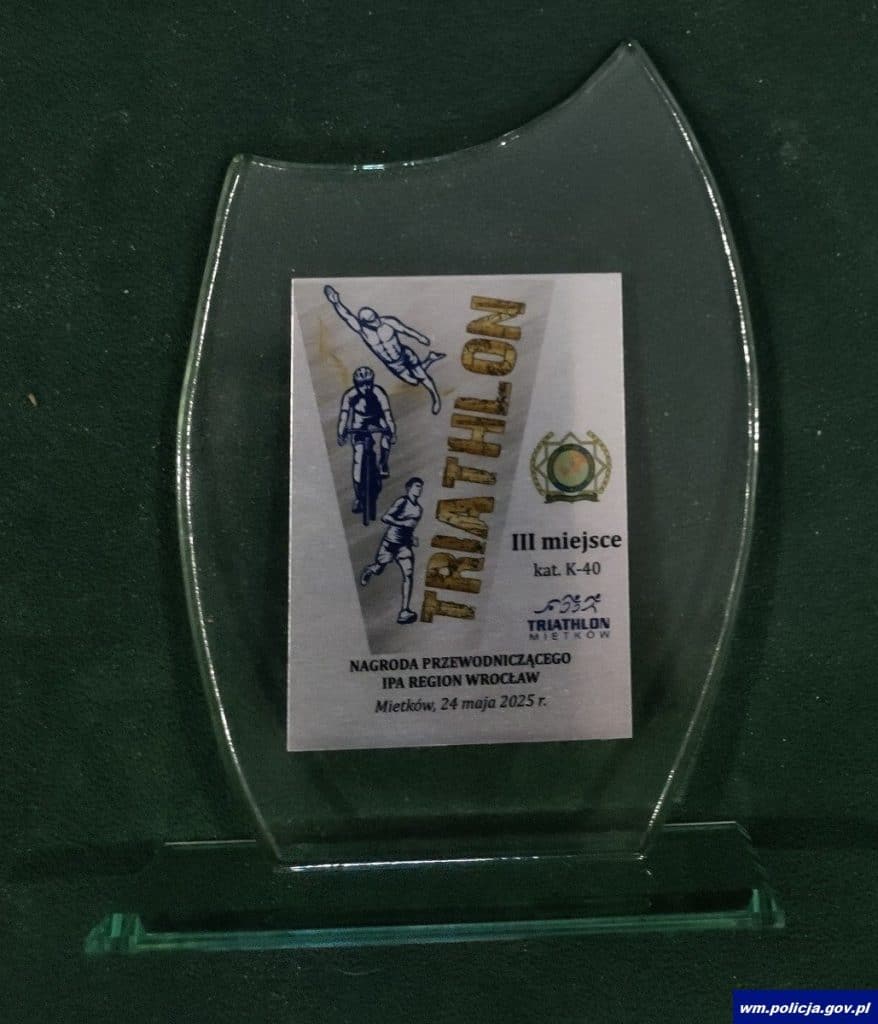 TRIATHLON
III miejsce
kat. K-40
TRIATHLON
MIETKÓW
NAGRODA PRZEWODNICZĄCEGO
IPA REGION WROCŁAW
Mietków, 24 maja 2025 r.
wm.policja.gov.pl